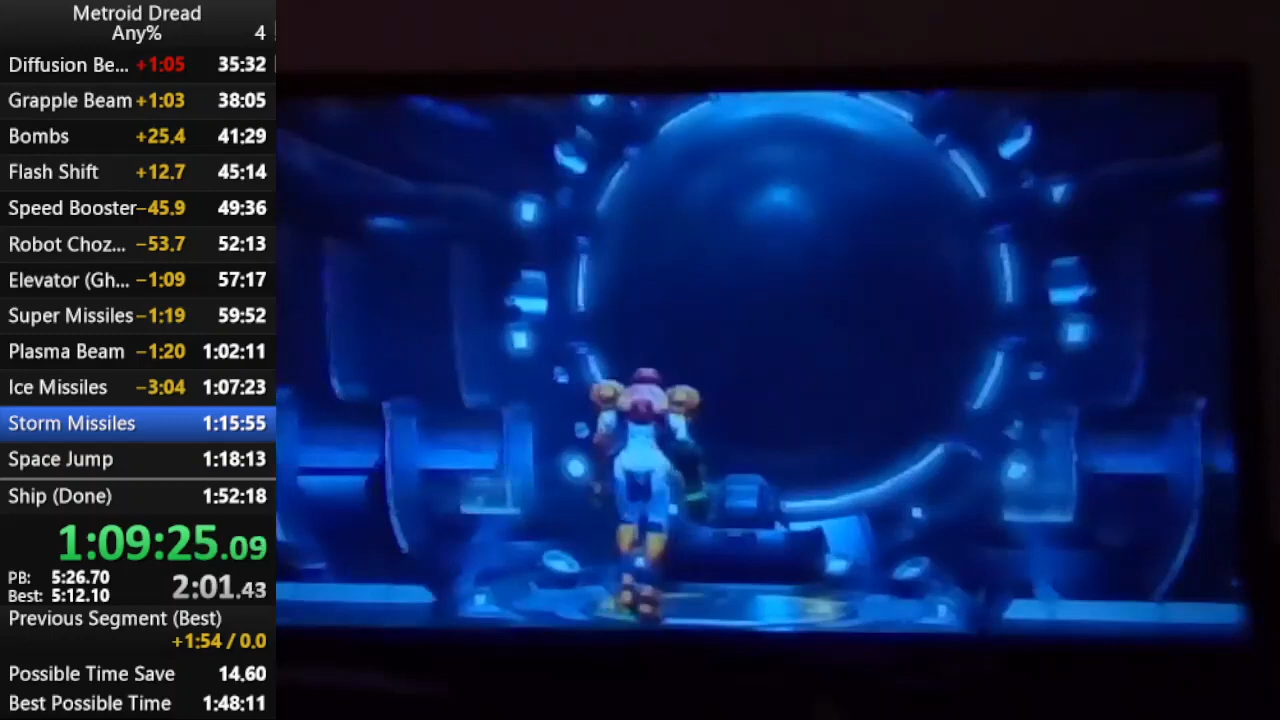 Metroid Dread
Any%
4
Diffusion Be... +1:05 35:32
Grapple Beam +1:03 38:05
Bombs +25.4 41:29
Flash Shift +12.7 45:14
Speed Booster −45.9 49:36
Robot Choz... −53.7 52:13
Elevator (Gh... −1:09 57:17
Super Missiles −1:19 59:52
Plasma Beam −1:20 1:02:11
Ice Missiles −3:04 1:07:23
Storm Missiles 1:15:55
Space Jump 1:18:13
Ship (Done) 1:52:18
1:09:25.09
PB: 5:26.70
Best: 5:12.10
2:01.43
Previous Segment (Best)
+1:54 / 0.0
Possible Time Save 14.60
Best Possible Time 1:48:11